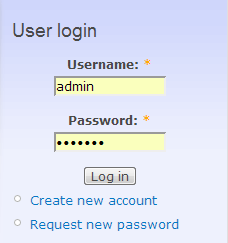 User login
Username: *
admin
Password: *
•••••••
Log in
Create new account
Request new password